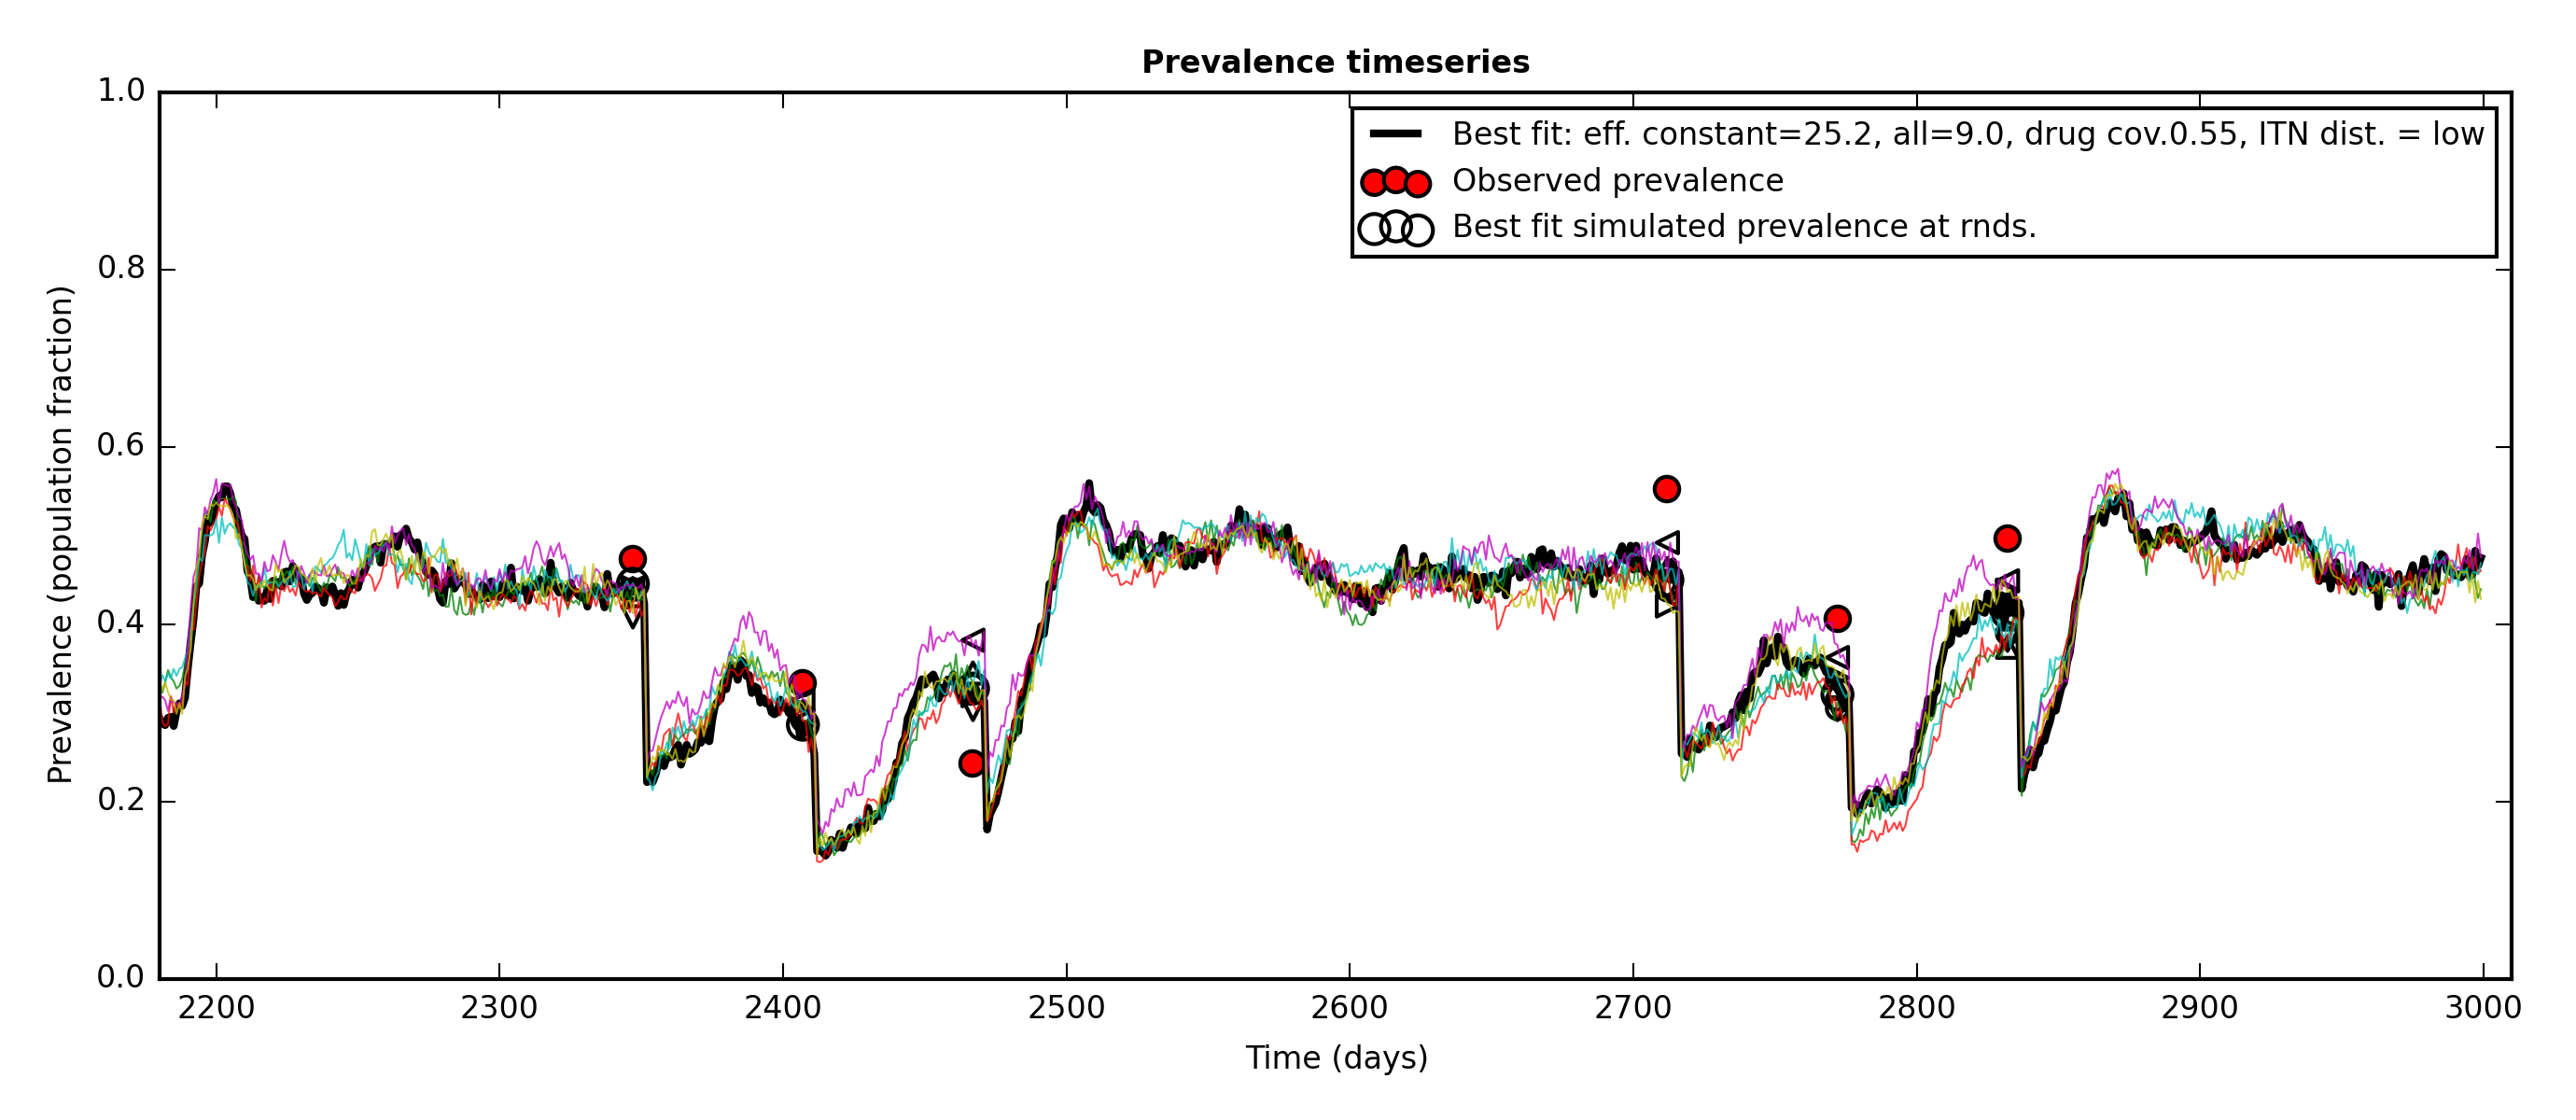 Prevalence timeseries
Best fit: eff. constant=25.2, all=9.0, drug cov.0.55, ITN dist. = low
Observed prevalence
Best fit simulated prevalence at rnds.
Prevalence (population fraction)
1.0
0.8
0.6
0.4
0.2
0.0
2200 2300 2400 2500 2600 2700 2800 2900 3000
Time (days)